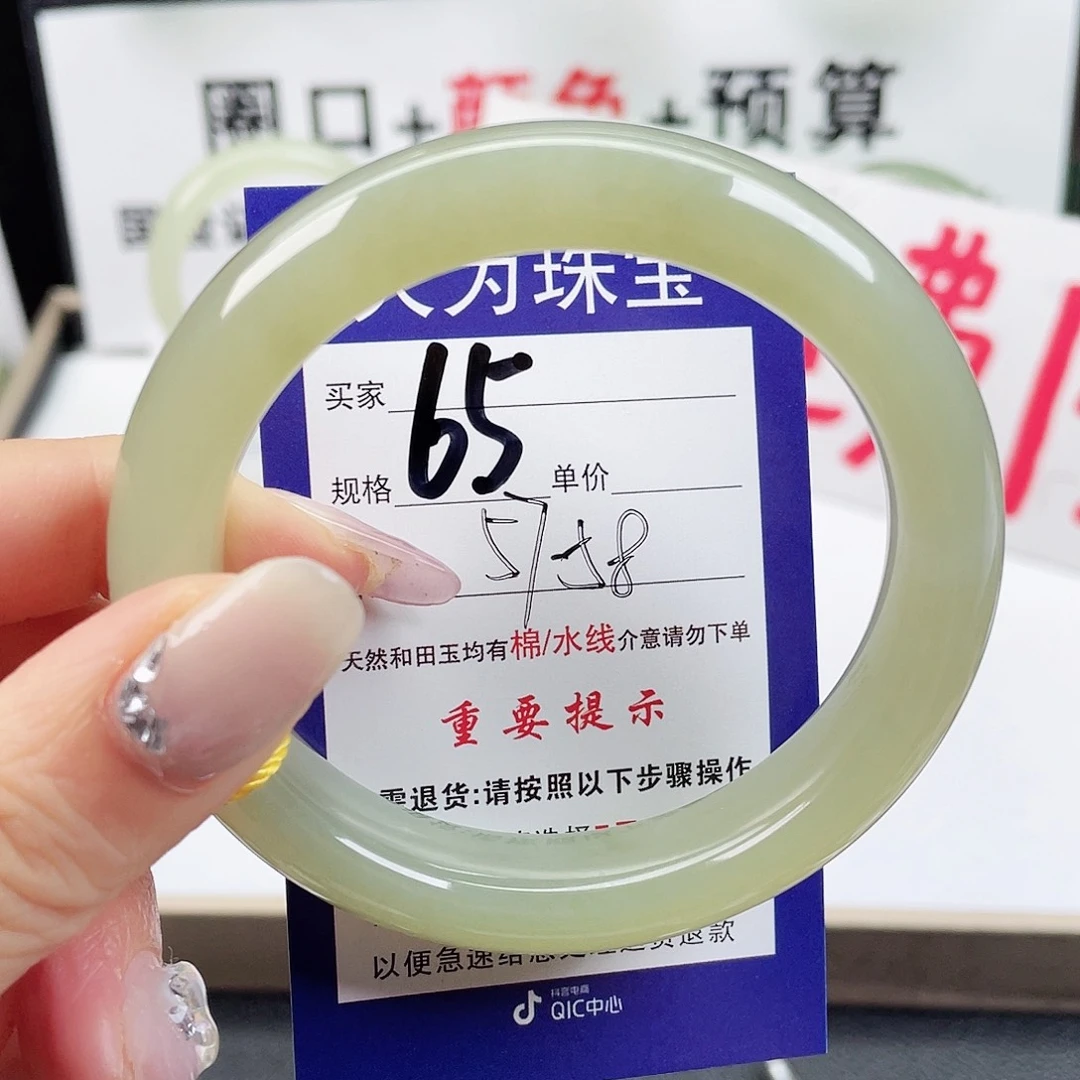 圈口+颜色+预算
为珠宝
买家
65
规格
单价
5/58
天然和田玉均有棉/水线介意请勿下单
重要提示
需退货:请按照以下步骤操作
以便急速给您处理退货退款
抖音电商
QIC中心
费